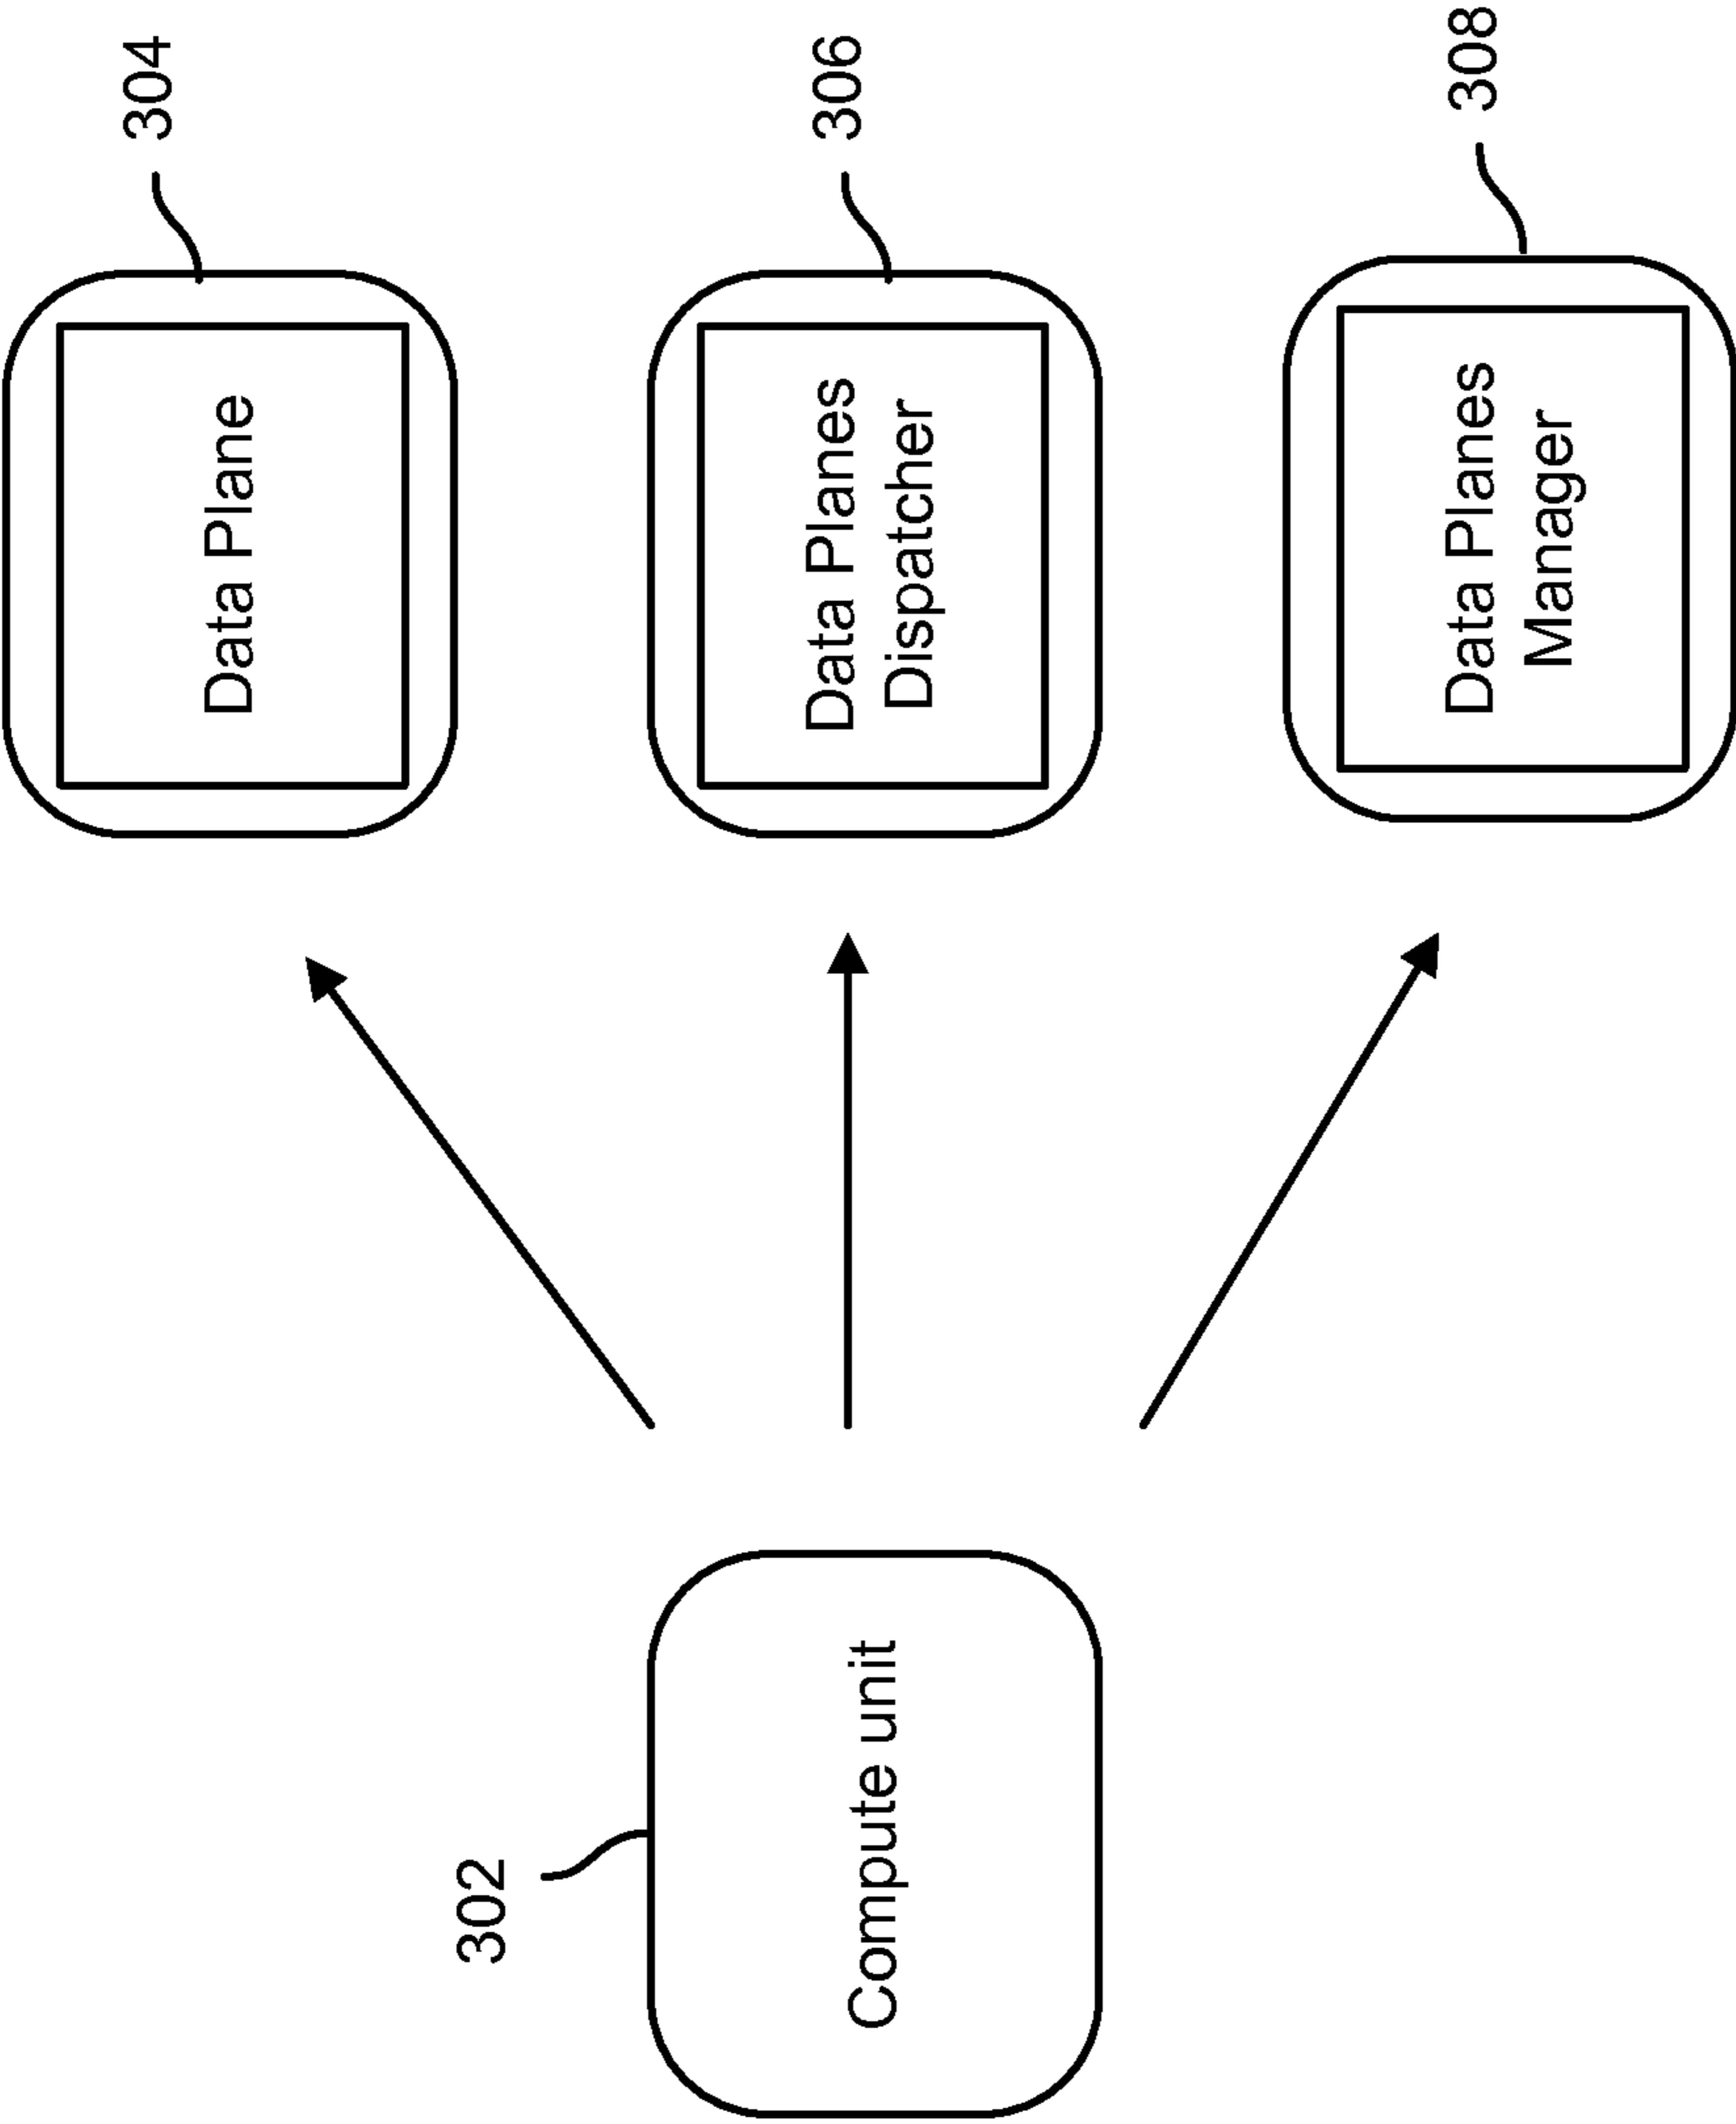 304
Data Plane
306
Data Planes
Dispatcher
302
Compute unit
308
Data Planes
Manager